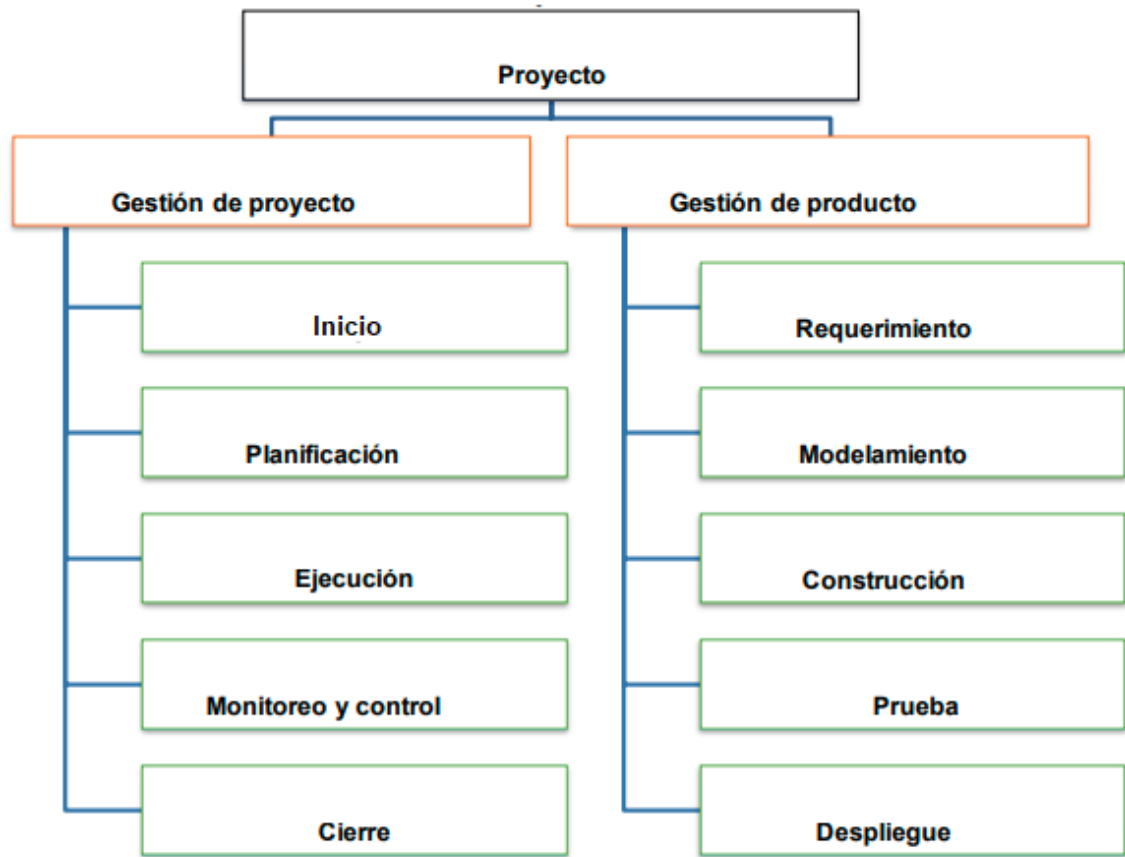 Proyecto
Gestión de proyecto
Inicio
Planificación
Ejecución
Monitoreo y control
Cierre
Gestión de producto
Requerimiento
Modelamiento
Construcción
Prueba
Despliegue